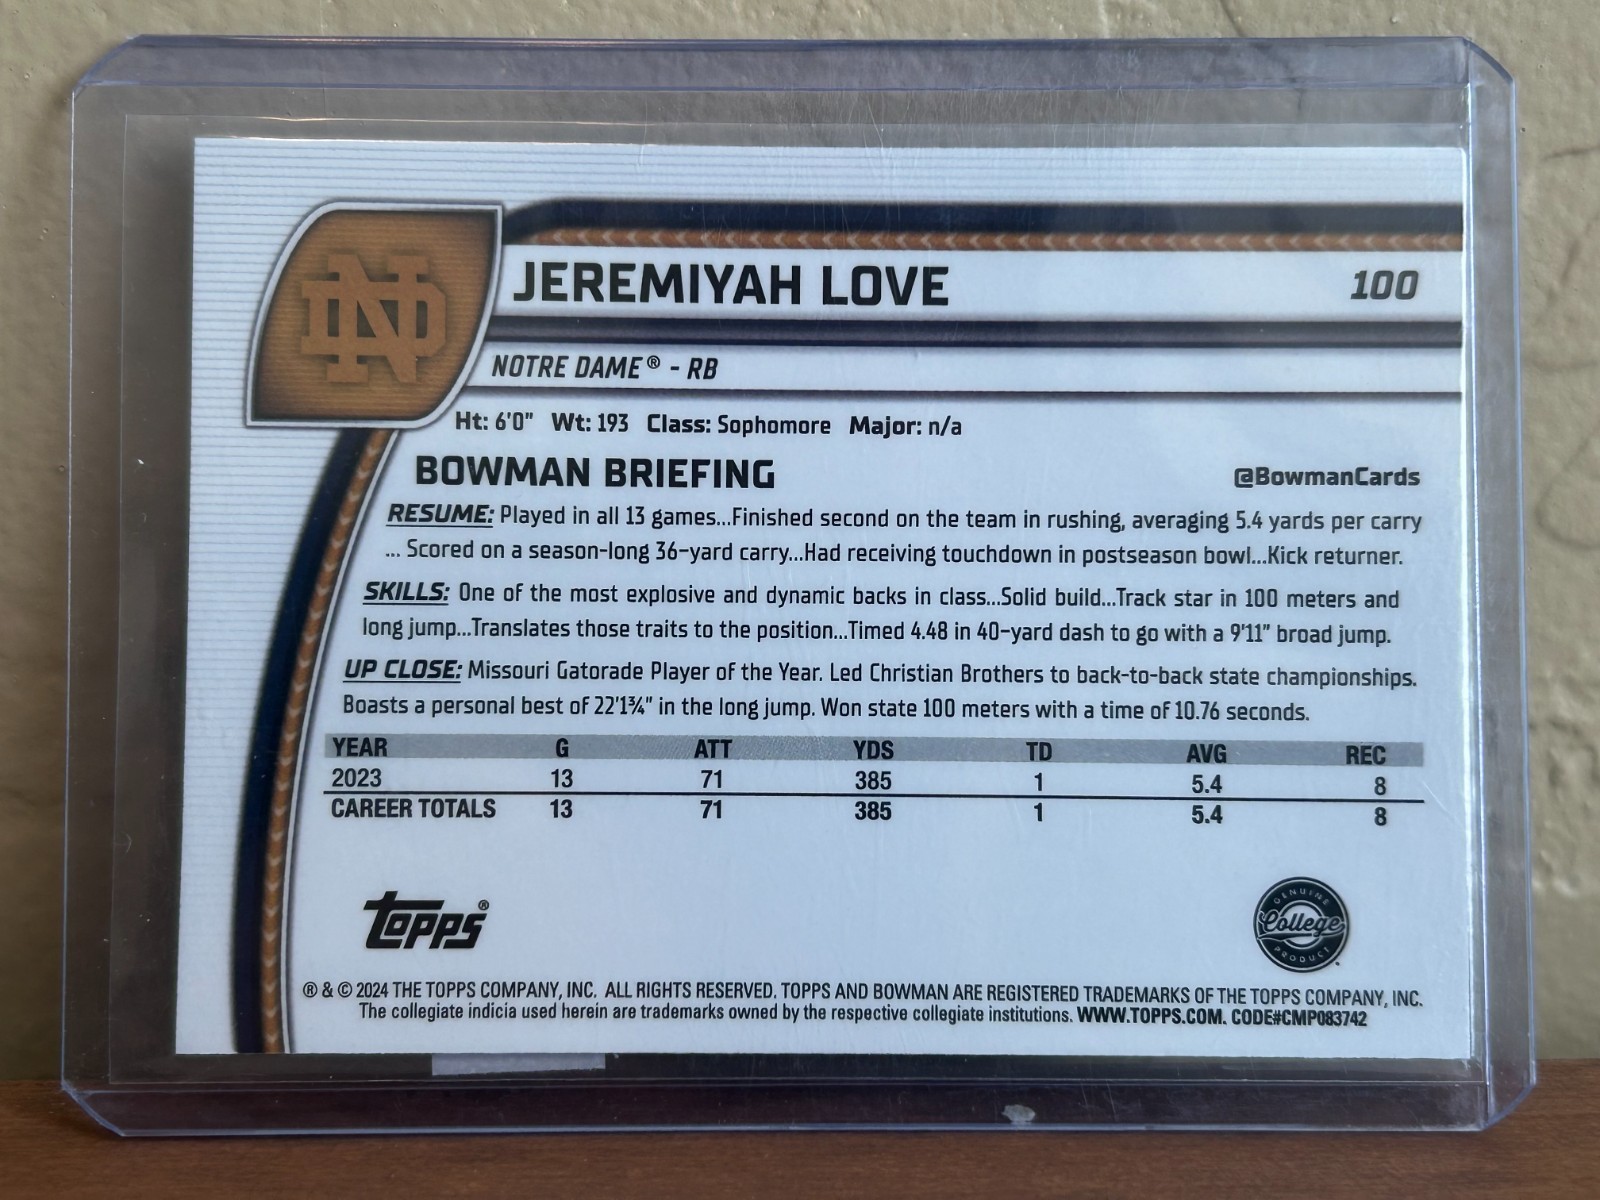 ND
JEREMIYAH LOVE
100
NOTRE DAME® - RB
Ht: 6'0" Wt: 193 Class: Sophomore Major: n/a
BOWMAN BRIEFING
@BowmanCards
RESUME: Played in all 13 games...Finished second on the team in rushing, averaging 5.4 yards per carry
... Scored on a season-long 36-yard carry...Had receiving touchdown in postseason bowl...Kick returner.
SKILLS: One of the most explosive and dynamic backs in class...Solid build...Track star in 100 meters and
long jump...Translates those traits to the position...Timed 4.48 in 40-yard dash to go with a 9'11" broad jump.
UP CLOSE: Missouri Gatorade Player of the Year. Led Christian Brothers to back-to-back state championships.
Boasts a personal best of 22'1¾" in the long jump. Won state 100 meters with a time of 10.76 seconds.
YEAR G ATT YDS TD AVG REC
2023 13 71 385 1 5.4 8
CAREER TOTALS 13 71 385 1 5.4 8
TOPPS®
GENUINE
College
PRODUCT
® & © 2024 THE TOPPS COMPANY, INC. ALL RIGHTS RESERVED. TOPPS AND BOWMAN ARE REGISTERED TRADEMARKS OF THE TOPPS COMPANY, INC.
The collegiate indicia used herein are trademarks owned by the respective collegiate institutions. WWW.TOPPS.COM. CODE#CMP083742